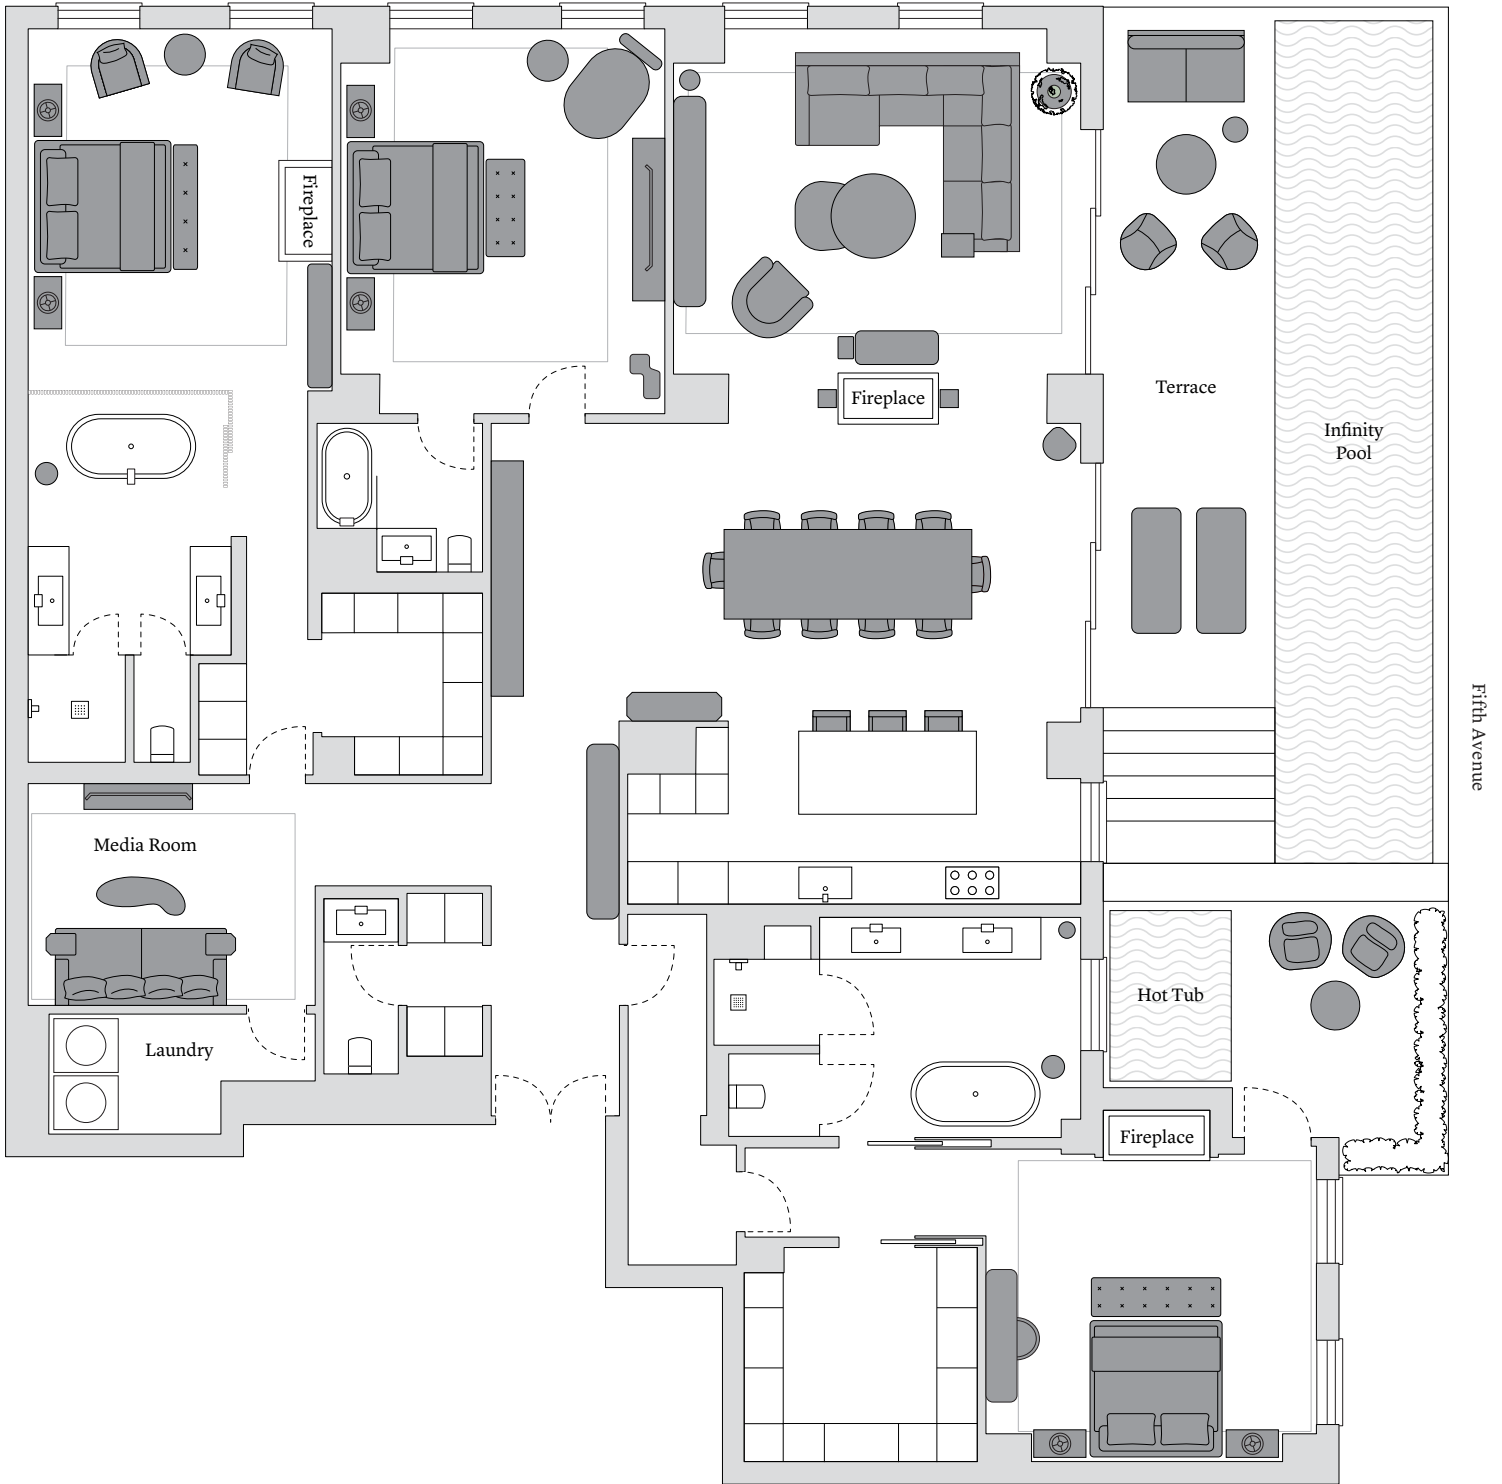 Fireplace
Fireplace
Terrace
Infinity
Pool
Fifth Avenue
Media Room
Hot Tub
Laundry
Fireplace